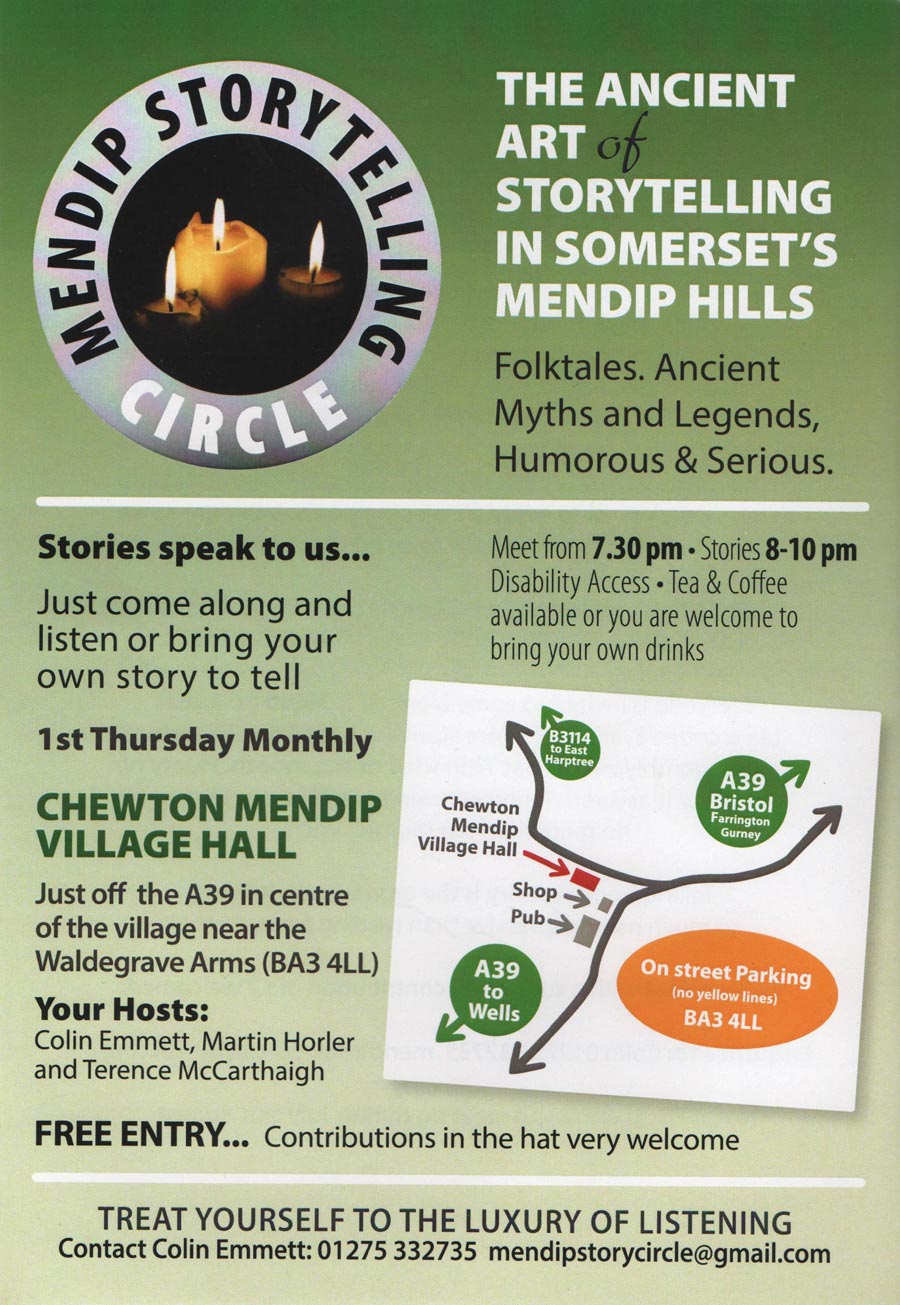 MENDIP STORYTELLING
CIRCLE
THE ANCIENT
ART of
STORYTELLING
IN SOMERSET'S
MENDIP HILLS
Folktales. Ancient
Myths and Legends,
Humorous & Serious.
Stories speak to us...
Just come along and
listen or bring your
own story to tell
1st Thursday Monthly
CHEWTON MENDIP
VILLAGE HALL
Just off the A39 in centre
of the village near the
Waldegrave Arms (BA3 4LL)
Your Hosts:
Colin Emmett, Martin Horler
and Terence McCarthaigh
Meet from 7.30 pm • Stories 8-10 pm
Disability Access • Tea & Coffee
available or you are welcome to
bring your own drinks
B3114
to East
Harptree
A39
Bristol
Farrington
Gurney
Chewton
Mendip
Village Hall
Shop
Pub
A39
to
Wells
On street Parking
(no yellow lines)
BA3 4LL
FREE ENTRY... Contributions in the hat very welcome
TREAT YOURSELF TO THE LUXURY OF LISTENING
Contact Colin Emmett: 01275 332735 mendipstorycircle@gmail.com